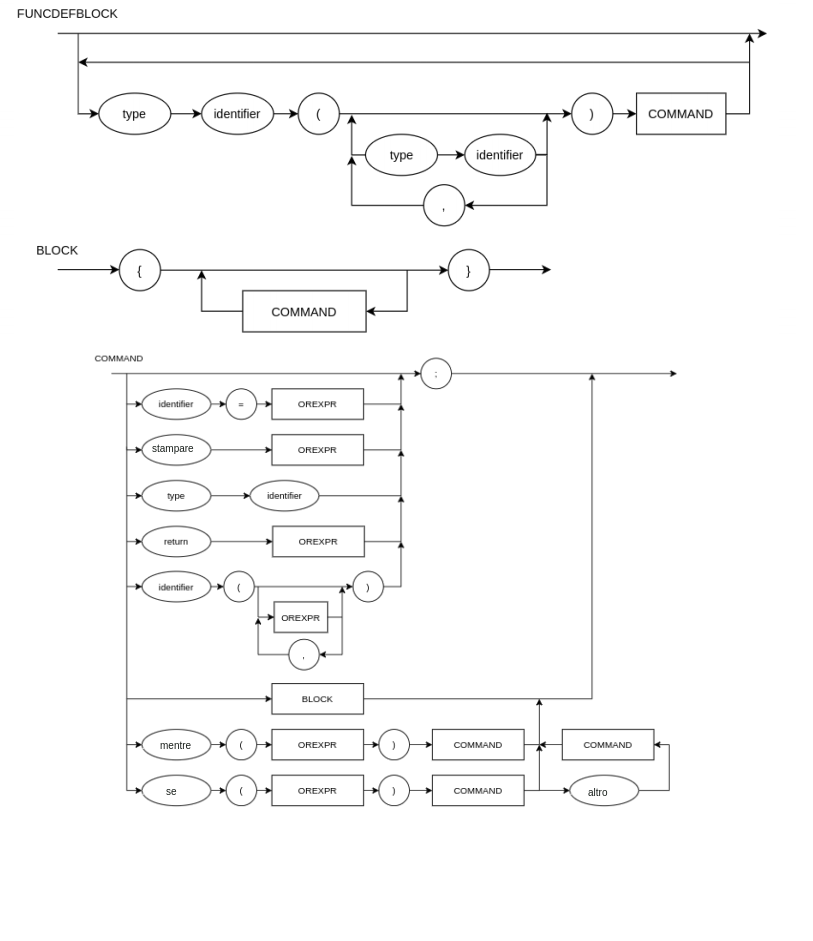 FUNCDEFBLOCK
type identifier ( ) COMMAND
type identifier
,
BLOCK
{ }
COMMAND
COMMAND
;
identifier = OREXPR
stampare OREXPR
type identifier
return OREXPR
identifier ( )
OREXPR
,
BLOCK
mentre ( OREXPR ) COMMAND COMMAND
se ( OREXPR ) COMMAND altro